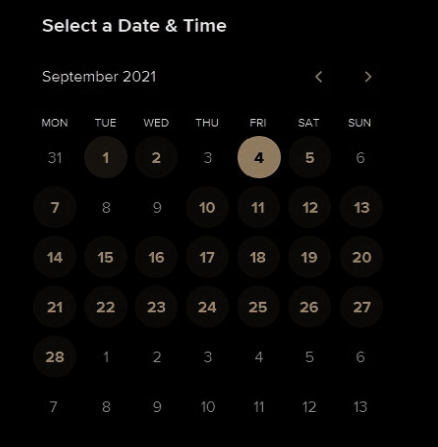 Select a Date & Time
September 2021
MON TUE WED THU FRI SAT SUN
31 1 2 3 4 5 6
7 8 9 10 11 12 13
14 15 16 17 18 19 20
21 22 23 24 25 26 27
28 1 2 3 4 5 6
7 8 9 10 11 12 13